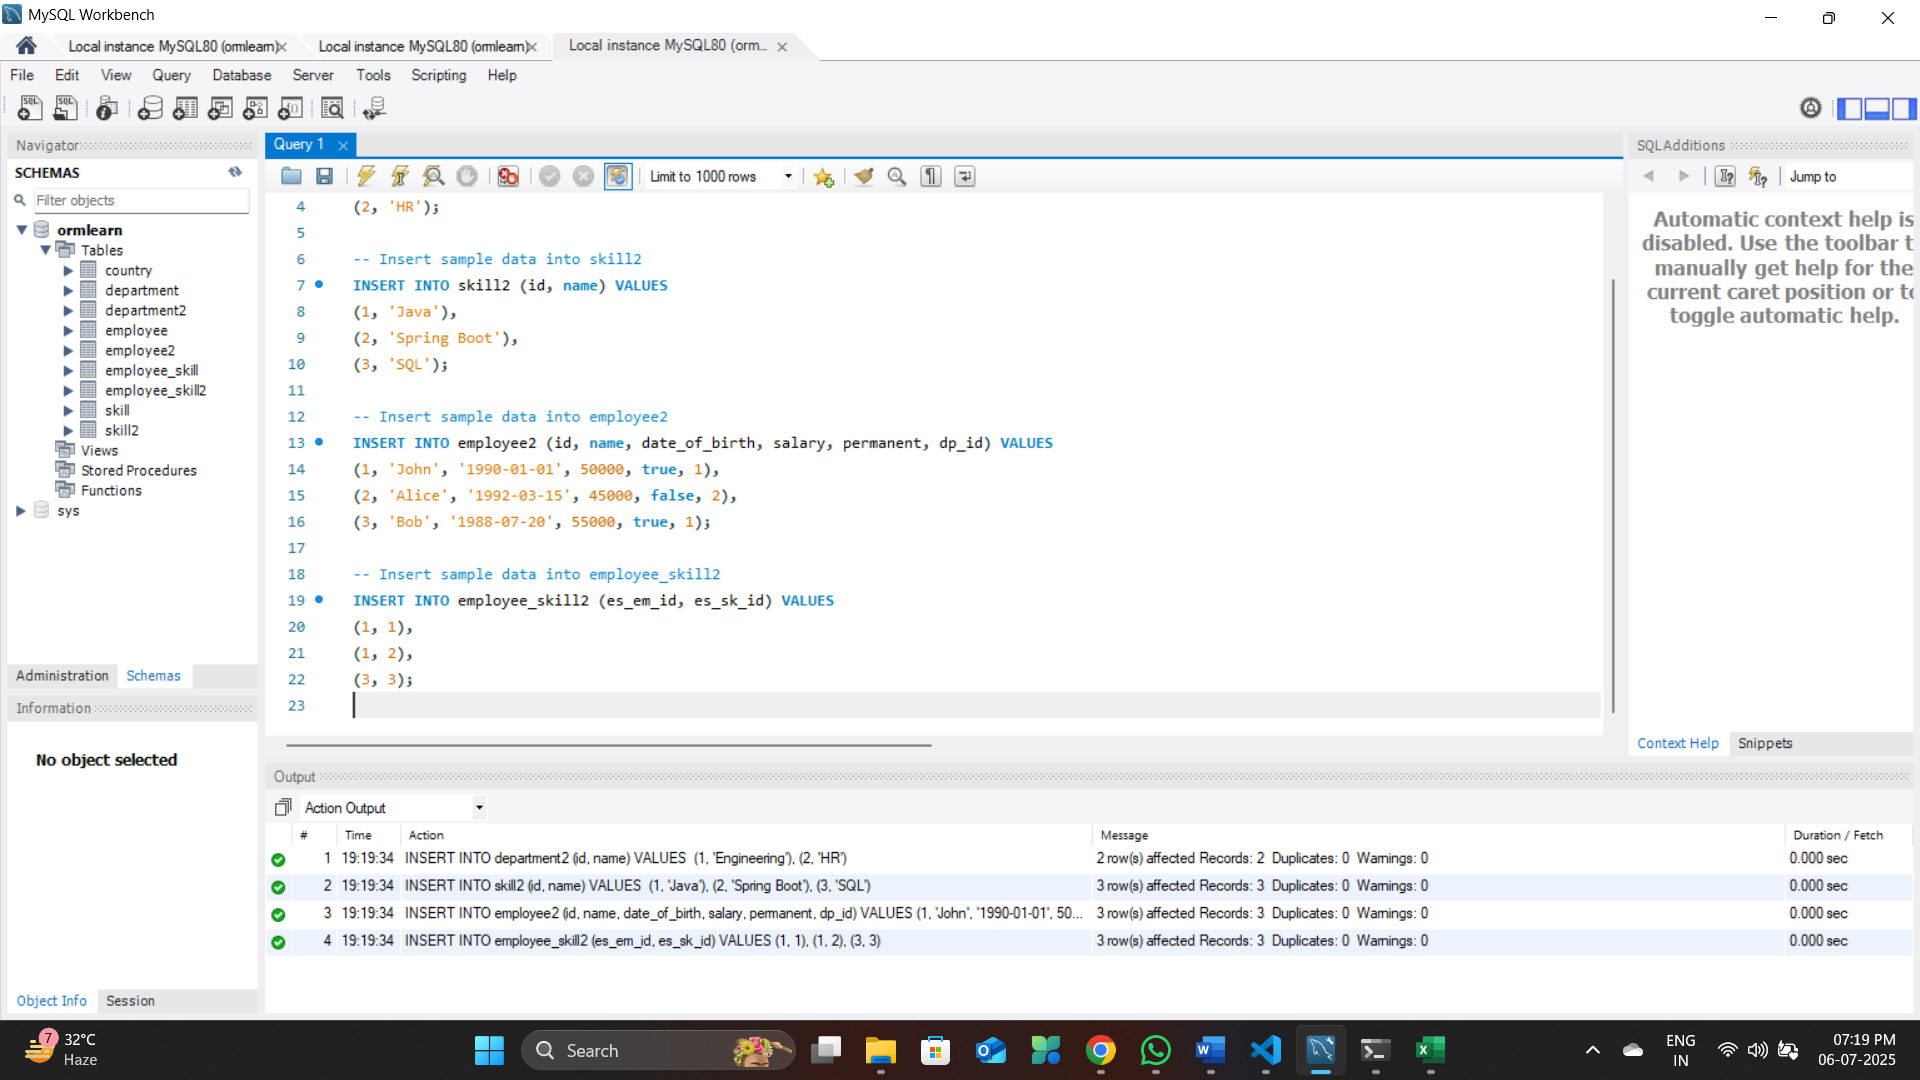 MySQL Workbench
Local instance MySQL80 (ormlearn)
Local instance MySQL80 (ormlearn)
Local instance MySQL80 (orm...
File Edit View Query Database Server Tools Scripting Help
Navigator
SCHEMAS
Filter objects
ormlearn
Tables
country
department
department2
employee
employee2
employee_skill
employee_skill2
skill
skill2
Views
Stored Procedures
Functions
sys
Administration Schemas
Information
No object selected
Object Info Session
Query 1
Limit to 1000 rows
4 (2, 'HR');
5
6 -- Insert sample data into skill2
7 INSERT INTO skill2 (id, name) VALUES
8 (1, 'Java'),
9 (2, 'Spring Boot'),
10 (3, 'SQL');
11
12 -- Insert sample data into employee2
13 INSERT INTO employee2 (id, name, date_of_birth, salary, permanent, dp_id) VALUES
14 (1, 'John', '1990-01-01', 50000, true, 1),
15 (2, 'Alice', '1992-03-15', 45000, false, 2),
16 (3, 'Bob', '1988-07-20', 55000, true, 1);
17
18 -- Insert sample data into employee_skill2
19 INSERT INTO employee_skill2 (es_em_id, es_sk_id) VALUES
20 (1, 1),
21 (1, 2),
22 (3, 3);
23
SQLAdditions
Jump to
Automatic context help is
disabled. Use the toolbar t
manually get help for the
current caret position or to
toggle automatic help.
Context Help Snippets
Output
Action Output
# Time Action Message Duration / Fetch
1 19:19:34 INSERT INTO department2 (id, name) VALUES (1, 'Engineering'), (2, 'HR') 2 row(s) affected Records: 2 Duplicates: 0 Warnings: 0 0.000 sec
2 19:19:34 INSERT INTO skill2 (id, name) VALUES (1, 'Java'), (2, 'Spring Boot'), (3, 'SQL') 3 row(s) affected Records: 3 Duplicates: 0 Warnings: 0 0.000 sec
3 19:19:34 INSERT INTO employee2 (id, name, date_of_birth, salary, permanent, dp_id) VALUES (1, 'John', '1990-01-01', 50... 3 row(s) affected Records: 3 Duplicates: 0 Warnings: 0 0.000 sec
4 19:19:34 INSERT INTO employee_skill2 (es_em_id, es_sk_id) VALUES (1, 1), (1, 2), (3, 3) 3 row(s) affected Records: 3 Duplicates: 0 Warnings: 0 0.000 sec
7
32°C
Haze
Search
ENG
IN
07:19 PM
06-07-2025